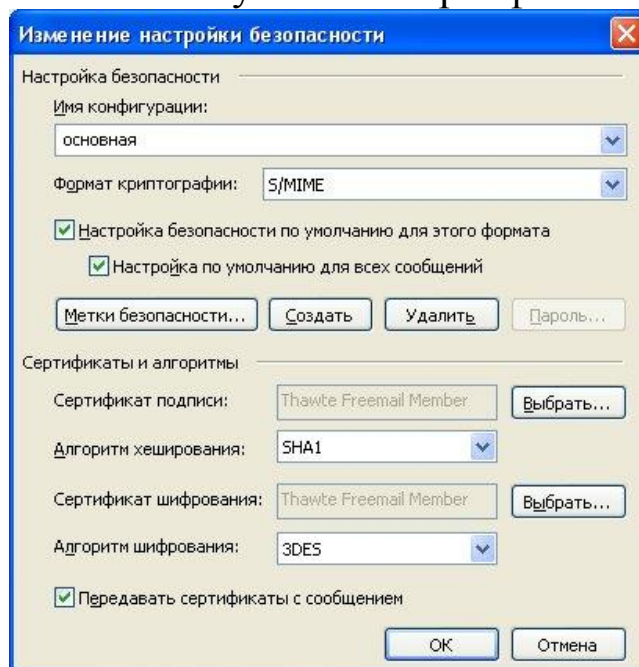 Изменение настройки безопасности
Настройка безопасности
Имя конфигурации:
основная
Формат криптографии: S/MIME
Настройка безопасности по умолчанию для этого формата
Настройка по умолчанию для всех сообщений
Метки безопасности... Создать Удалить Пароль...
Сертификаты и алгоритмы
Сертификат подписи: Thawte Freemail Member Выбрать...
Алгоритм хеширования: SHA1
Сертификат шифрования: Thawte Freemail Member Выбрать...
Алгоритм шифрования: 3DES
Передавать сертификаты с сообщением
OK Отмена